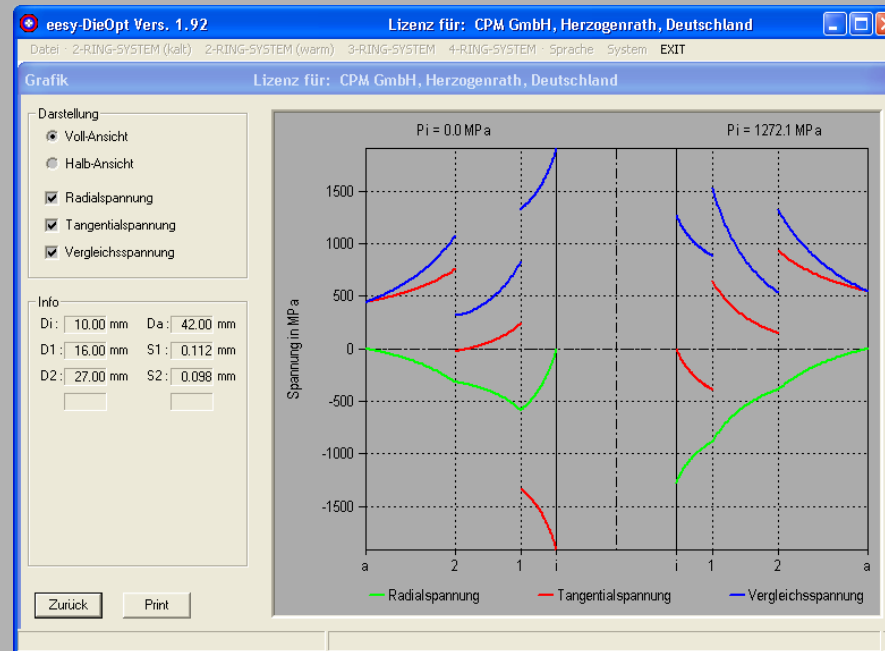 eesy-DieOpt Vers. 1.92 Lizenz für: CPM GmbH, Herzogenrath, Deutschland
Datei · 2-RING-SYSTEM (kalt) 2-RING-SYSTEM (warm) 3-RING-SYSTEM 4-RING-SYSTEM · Sprache System EXIT
Grafik Lizenz für: CPM GmbH, Herzogenrath, Deutschland
Darstellung
Voll-Ansicht
Halb-Ansicht
Radialspannung
Tangentialspannung
Vergleichsspannung
Info
Di: 10.00 mm Da: 42.00 mm
D1: 16.00 mm S1: 0.112 mm
D2: 27.00 mm S2: 0.098 mm
Zurück Print
Pi = 0.0 MPa Pi = 1272.1 MPa
Spannung in MPa
1500
1000
500
0
-500
-1000
-1500
a 2 1 i i 1 2 a
Radialspannung Tangentialspannung Vergleichsspannung